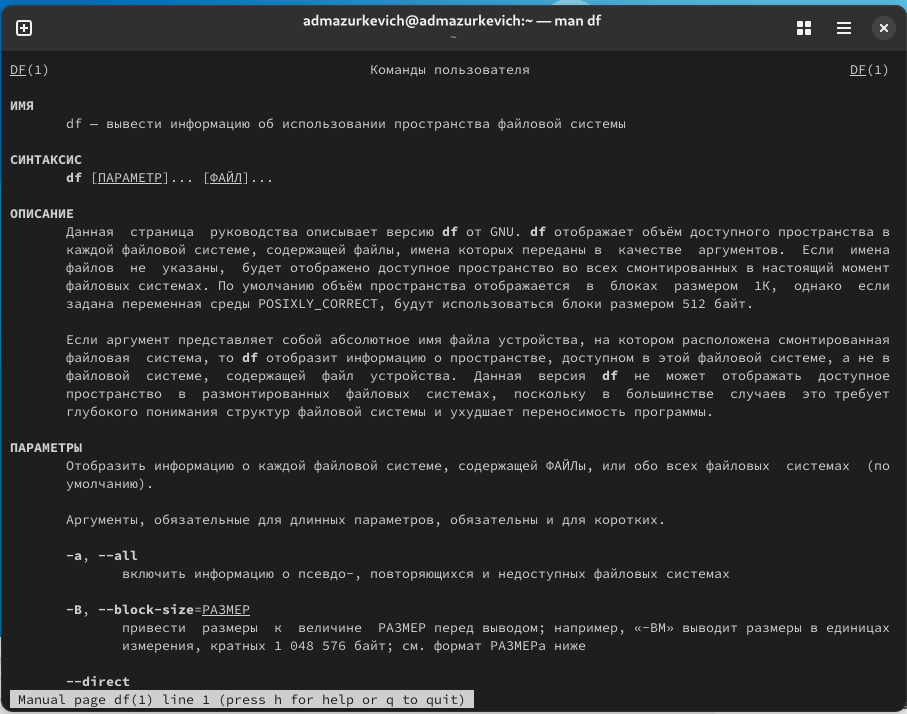 admazurkevich@admazurkevich:~ — man df
~
DF(1) Команды пользователя DF(1)
ИМЯ
df — вывести информацию об использовании пространства файловой системы
СИНТАКСИС
df [ПАРАМЕТР]... [ФАЙЛ]...
ОПИСАНИЕ
Данная страница руководства описывает версию df от GNU. df отображает объём доступного пространства в
каждой файловой системе, содержащей файлы, имена которых переданы в качестве аргументов. Если имена
файлов не указаны, будет отображено доступное пространство во всех смонтированных в настоящий момент
файловых системах. По умолчанию объём пространства отображается в блоках размером 1K, однако если
задана переменная среды POSIXLY_CORRECT, будут использоваться блоки размером 512 байт.
Если аргумент представляет собой абсолютное имя файла устройства, на котором расположена смонтированная
файловая система, то df отобразит информацию о пространстве, доступном в этой файловой системе, а не в
файловой системе, содержащей файл устройства. Данная версия df не может отображать доступное
пространство в размонтированных файловых системах, поскольку в большинстве случаев это требует
глубокого понимания структур файловой системы и ухудшает переносимость программы.
ПАРАМЕТРЫ
Отобразить информацию о каждой файловой системе, содержащей ФАЙЛы, или обо всех файловых системах (по
умолчанию).
Аргументы, обязательные для длинных параметров, обязательны и для коротких.
-a, --all
включить информацию о псевдо-, повторяющихся и недоступных файловых системах
-B, --block-size=РАЗМЕР
привести размеры к величине РАЗМЕР перед выводом; например, «-BM» выводит размеры в единицах
измерения, кратных 1 048 576 байт; см. формат РАЗМЕРа ниже
--direct
Manual page df(1) line 1 (press h for help or q to quit)